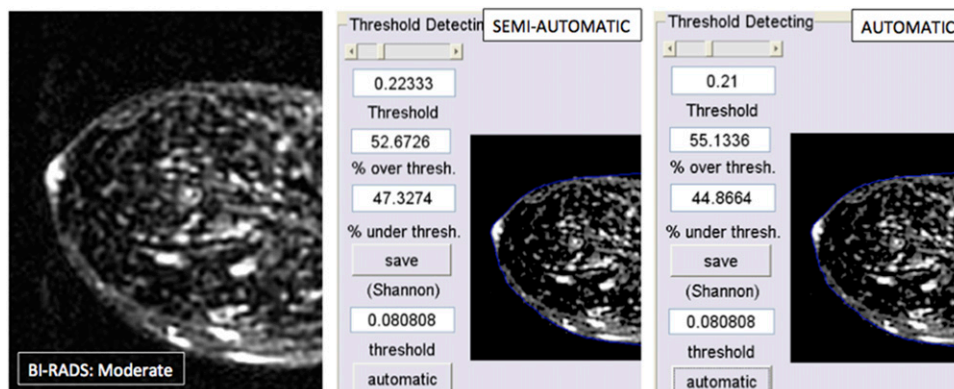 BI-RADS: Moderate
Threshold Detectin
SEMI-AUTOMATIC
0.22333
Threshold
52.6726
% over thresh.
47.3274
% under thresh.
save
(Shannon)
0.080808
threshold
automatic
Threshold Detecting
AUTOMATIC
0.21
Threshold
55.1336
% over thresh.
44.8664
% under thresh.
save
(Shannon)
0.080808
threshold
automatic